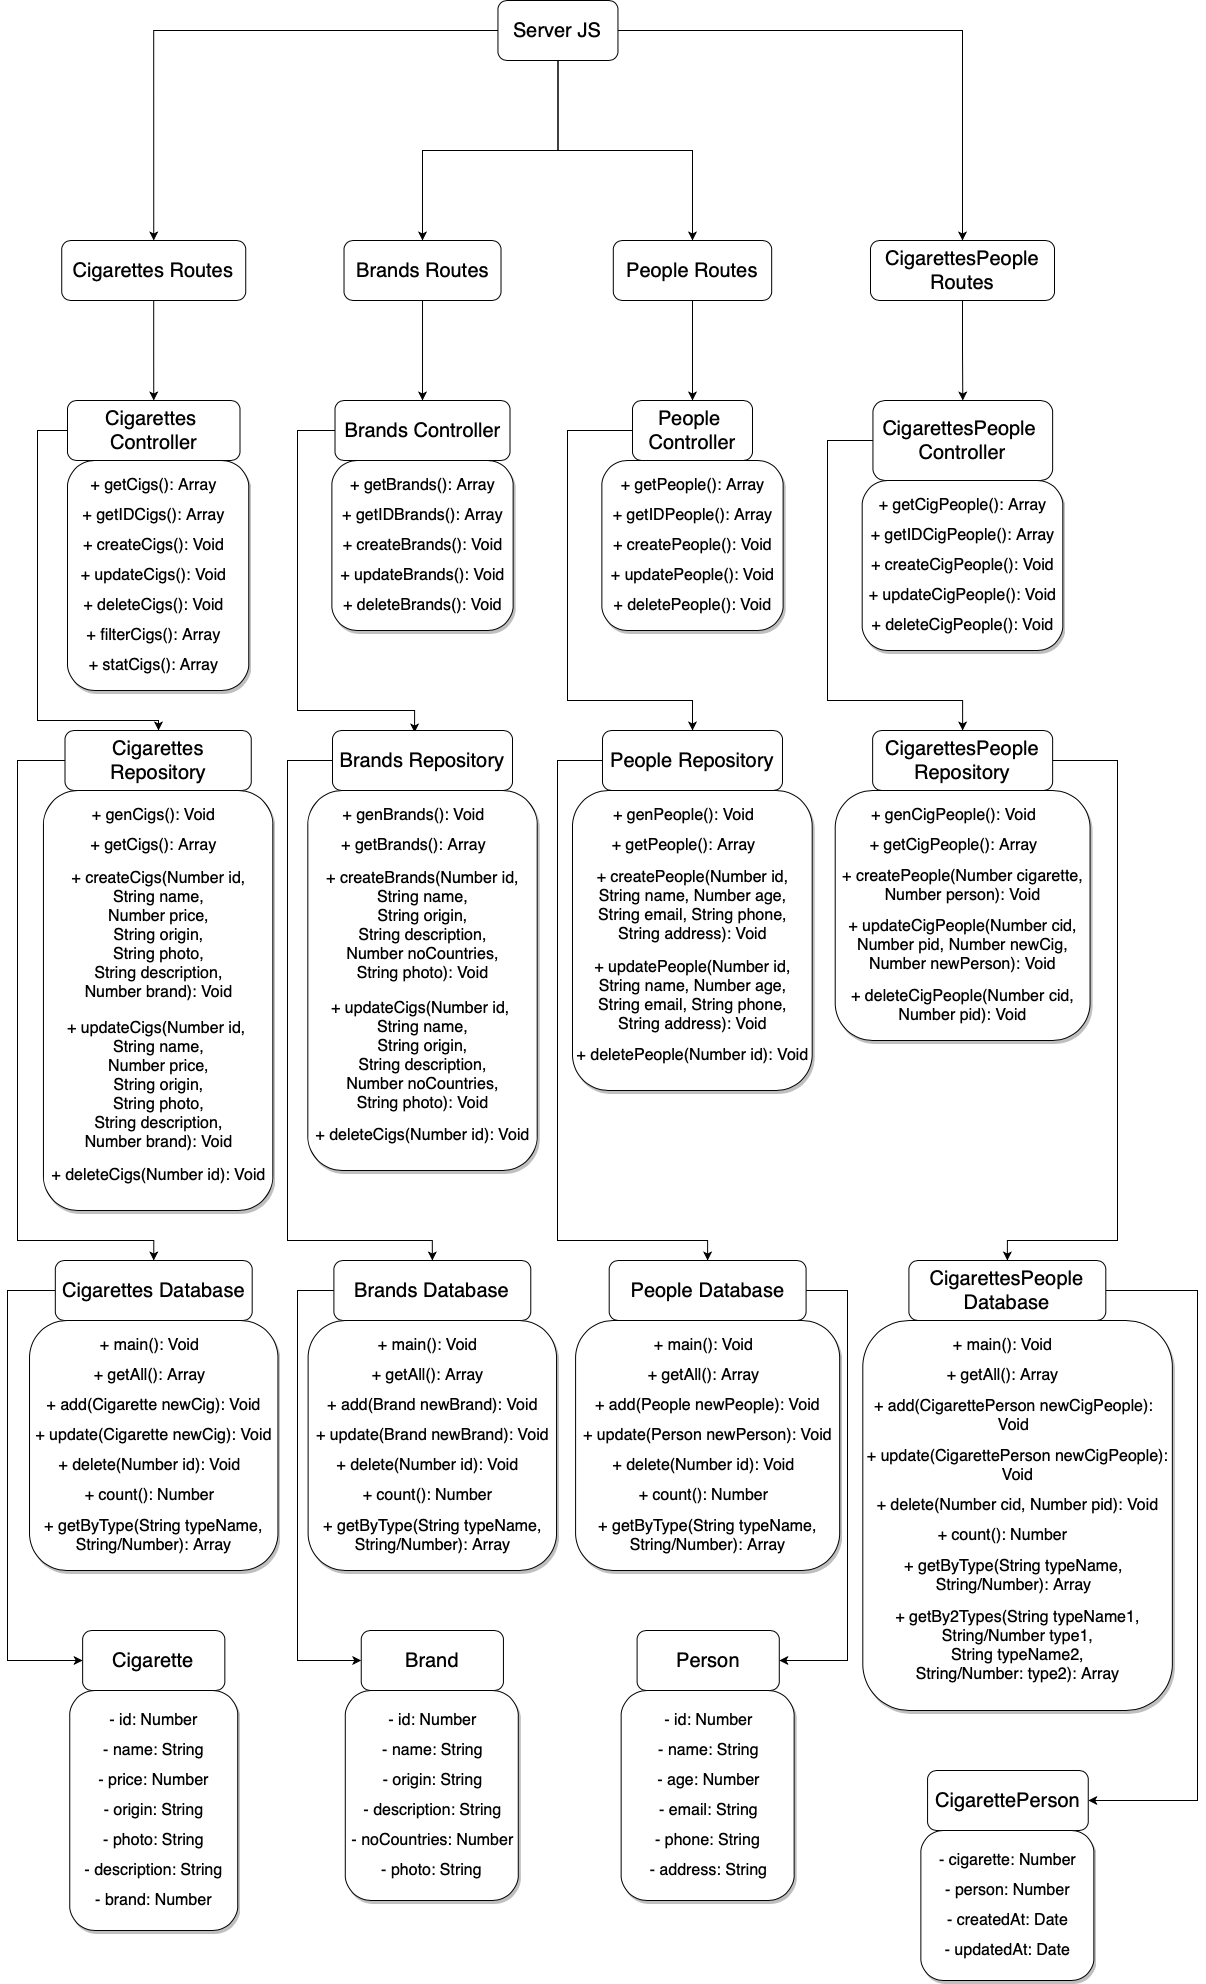 Server JS
Cigarettes Routes
Brands Routes
People Routes
CigarettesPeople
Routes
Cigarettes
Controller
+ getCigs(): Array
+ getIDCigs(): Array
+ createCigs(): Void
+ updateCigs(): Void
+ deleteCigs(): Void
+ filterCigs(): Array
+ statCigs(): Array
Brands Controller
+ getBrands(): Array
+ getIDBrands(): Array
+ createBrands(): Void
+ updateBrands(): Void
+ deleteBrands(): Void
People
Controller
+ getPeople(): Array
+ getIDPeople(): Array
+ createPeople(): Void
+ updatePeople(): Void
+ deletePeople(): Void
CigarettesPeople
Controller
+ getCigPeople(): Array
+ getIDCigPeople(): Array
+ createCigPeople(): Void
+ updateCigPeople(): Void
+ deleteCigPeople(): Void
Cigarettes
Repository
+ genCigs(): Void
+ getCigs(): Array
+ createCigs(Number id,
String name,
Number price,
String origin,
String photo,
String description,
Number brand): Void
+ updateCigs(Number id,
String name,
Number price,
String origin,
String photo,
String description,
Number brand): Void
+ deleteCigs(Number id): Void
Brands Repository
+ genBrands(): Void
+ getBrands(): Array
+ createBrands(Number id,
String name,
String origin,
String description,
Number noCountries,
String photo): Void
+ updateCigs(Number id,
String name,
String origin,
String description,
Number noCountries,
String photo): Void
+ deleteCigs(Number id): Void
People Repository
+ genPeople(): Void
+ getPeople(): Array
+ createPeople(Number id,
String name, Number age,
String email, String phone,
String address): Void
+ updatePeople(Number id,
String name, Number age,
String email, String phone,
String address): Void
+ deletePeople(Number id): Void
CigarettesPeople
Repository
+ genCigPeople(): Void
+ getCigPeople(): Array
+ createPeople(Number cigarette,
Number person): Void
+ updateCigPeople(Number cid,
Number pid, Number newCig,
Number newPerson): Void
+ deleteCigPeople(Number cid,
Number pid): Void
Cigarettes Database
+ main(): Void
+ getAll(): Array
+ add(Cigarette newCig): Void
+ update(Cigarette newCig): Void
+ delete(Number id): Void
+ count(): Number
+ getByType(String typeName,
String/Number): Array
Brands Database
+ main(): Void
+ getAll(): Array
+ add(Brand newBrand): Void
+ update(Brand newBrand): Void
+ delete(Number id): Void
+ count(): Number
+ getByType(String typeName,
String/Number): Array
People Database
+ main(): Void
+ getAll(): Array
+ add(People newPeople): Void
+ update(Person newPerson): Void
+ delete(Number id): Void
+ count(): Number
+ getByType(String typeName,
String/Number): Array
CigarettesPeople
Database
+ main(): Void
+ getAll(): Array
+ add(CigarettePerson newCigPeople):
Void
+ update(CigarettePerson newCigPeople):
Void
+ delete(Number cid, Number pid): Void
+ count(): Number
+ getByType(String typeName,
String/Number): Array
+ getBy2Types(String typeName1,
String/Number type1,
String typeName2,
String/Number: type2): Array
Cigarette
- id: Number
- name: String
- price: Number
- origin: String
- photo: String
- description: String
- brand: Number
Brand
- id: Number
- name: String
- origin: String
- description: String
- noCountries: Number
- photo: String
Person
- id: Number
- name: String
- age: Number
- email: String
- phone: String
- address: String
CigarettePerson
- cigarette: Number
- person: Number
- createdAt: Date
- updatedAt: Date